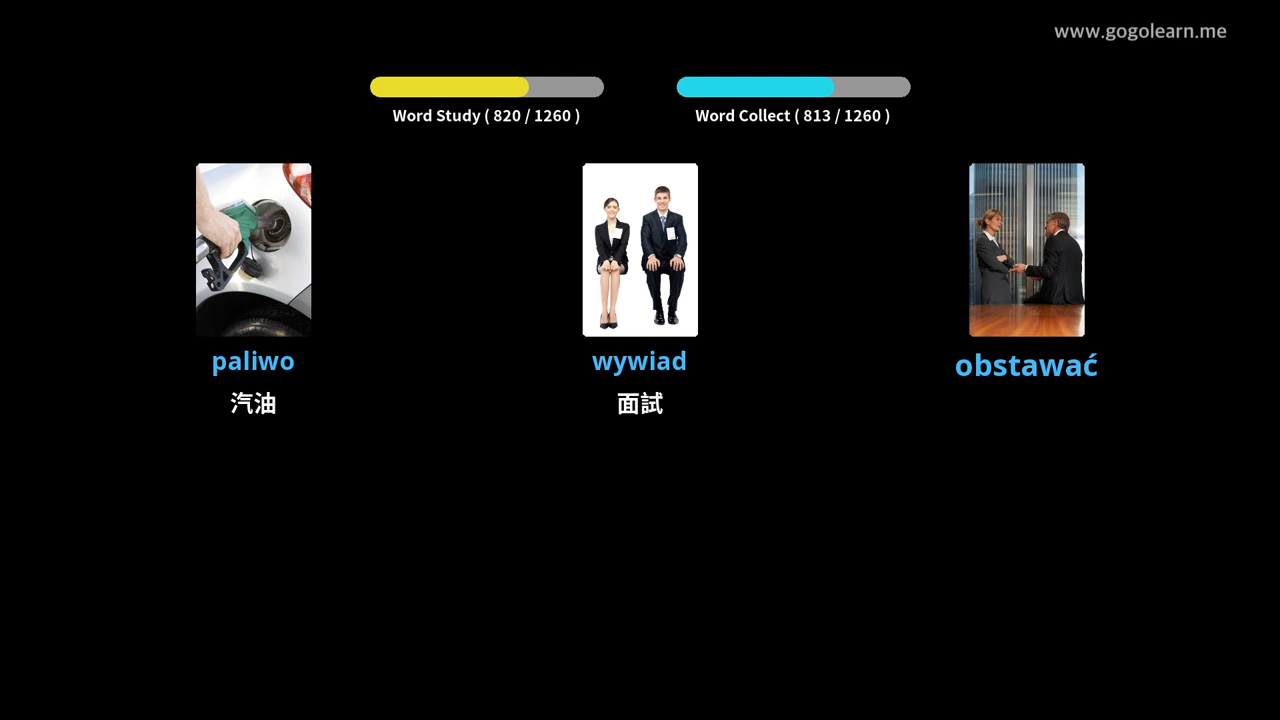 www.gogolearn.me
Word Study ( 820 / 1260 )
Word Collect ( 813 / 1260 )
paliwo
汽油
wywiad
面試
obstawać